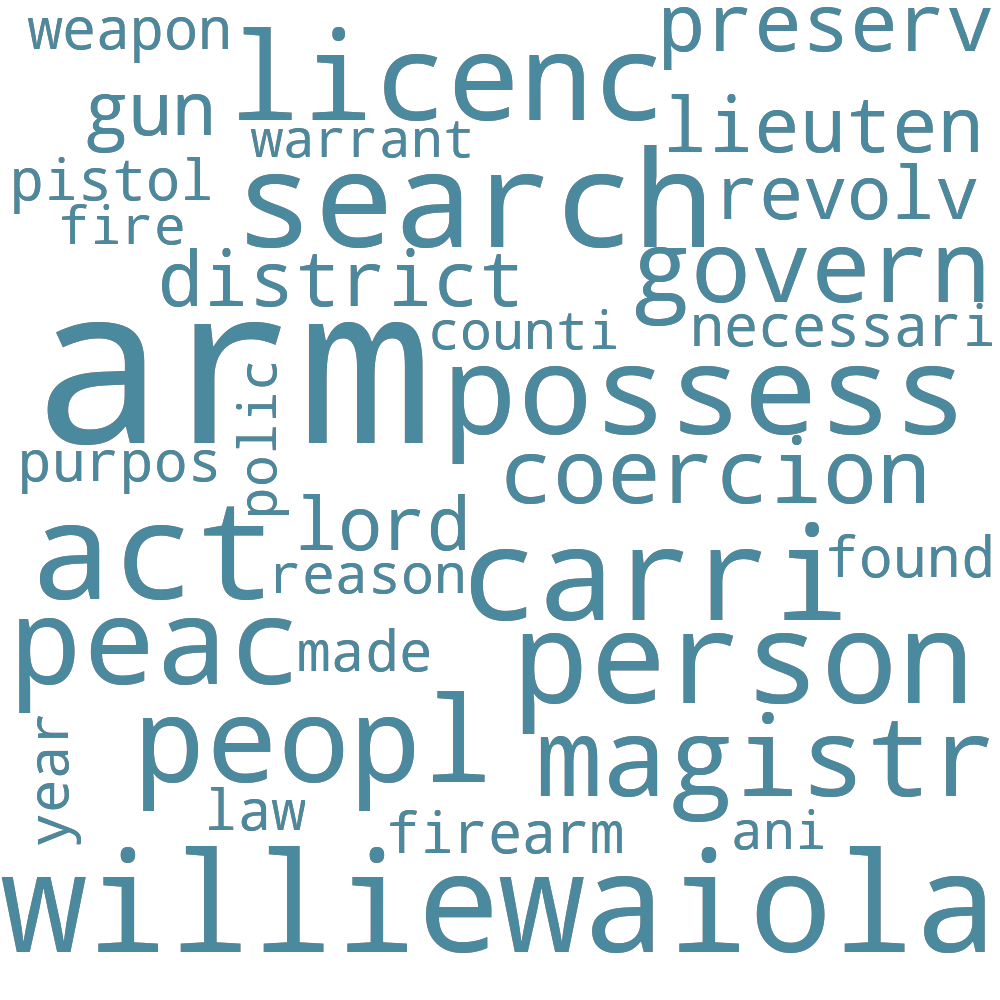 weapon
preserv
licenc
gun
lieuten
warrant
pistol
search
revolv
fire
district
govern
arm
counti
necessari
polic
possess
purpos
coercion
act
lord
carri
found
reason
peac
made
person
peopl
magistr
year
law
firearm
ani
williewaiola